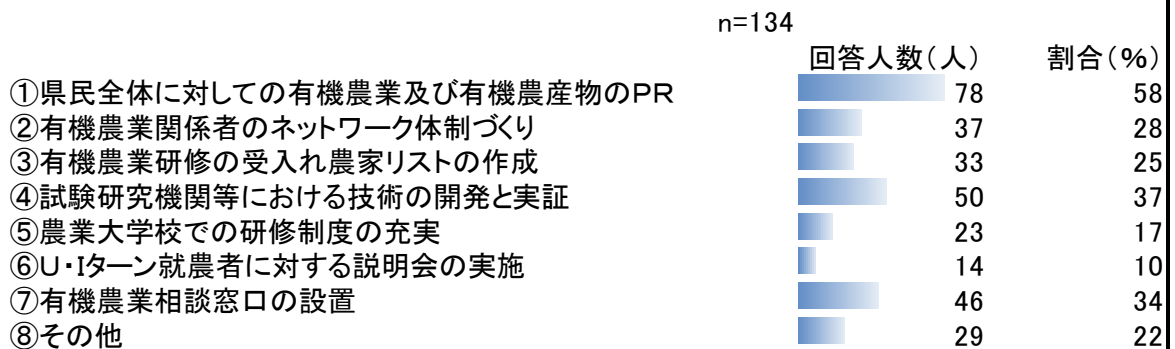 n=134
回答人数(人) 割合(%)
①県民全体に対しての有機農業及び有機農産物のPR 78 58
②有機農業関係者のネットワーク体制づくり 37 28
③有機農業研修の受入れ農家リストの作成 33 25
④試験研究機関等における技術の開発と実証 50 37
⑤農業大学校での研修制度の充実 23 17
⑥U・Iターン就農者に対する説明会の実施 14 10
⑦有機農業相談窓口の設置 46 34
⑧その他 29 22